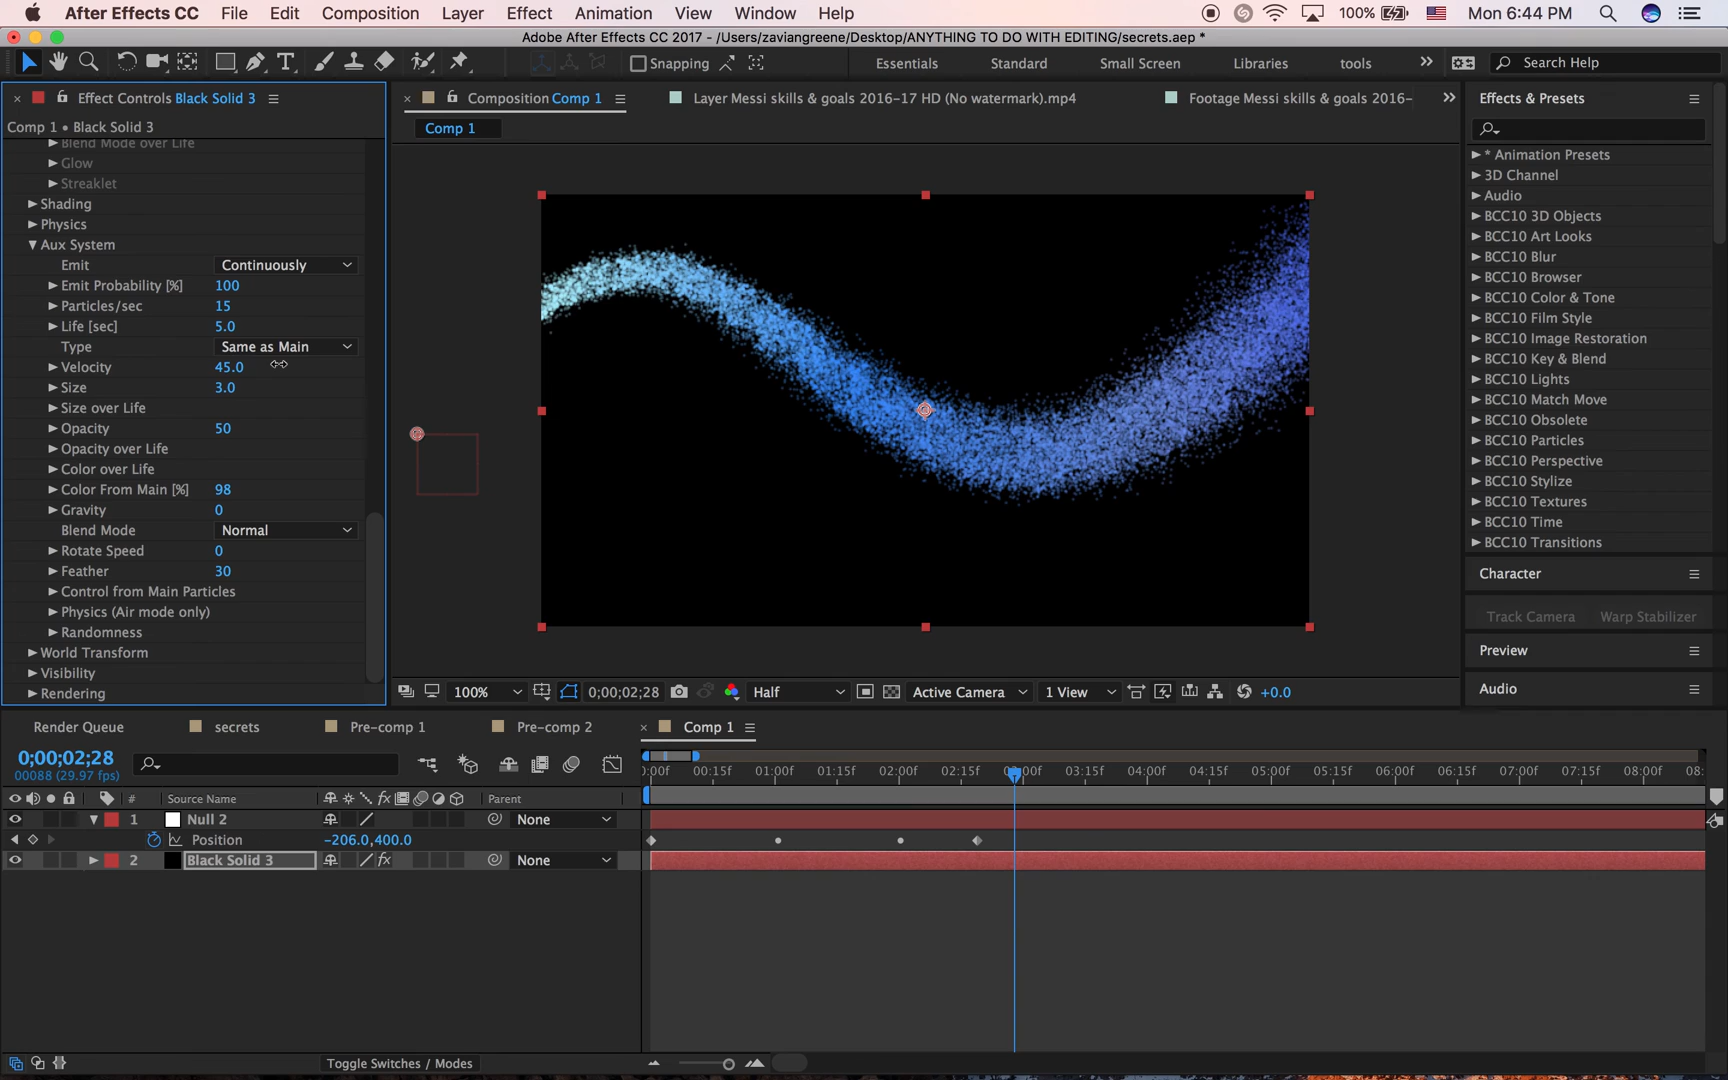 After Effects CC File Edit Composition Layer Effect Animation View Window Help 100% Mon 6:44 PM
Adobe After Effects CC 2017 - /Users/zaviangreene/Desktop/ANYTHING TO DO WITH EDITING/secrets.aep *
Snapping Essentials Standard Small Screen Libraries tools >> Search Help
× Effect Controls Black Solid 3
× Composition Comp 1
Layer Messi skills & goals 2016-17 HD (No watermark).mp4
Footage Messi skills & goals 2016-
>>
Effects & Presets
Comp 1 • Black Solid 3
Comp 1
Blend Mode over Life
Glow
Streaklet
Shading
Physics
Aux System
Emit Continuously
Emit Probability [%] 100
Particles/sec 15
Life [sec] 5.0
Type Same as Main
Velocity 45.0
Size 3.0
Size over Life
Opacity 50
Opacity over Life
Color over Life
Color From Main [%] 98
Gravity 0
Blend Mode Normal
Rotate Speed 0
Feather 30
Control from Main Particles
Physics (Air mode only)
Randomness
World Transform
Visibility
Rendering
* Animation Presets
3D Channel
Audio
BCC10 3D Objects
BCC10 Art Looks
BCC10 Blur
BCC10 Browser
BCC10 Color & Tone
BCC10 Film Style
BCC10 Image Restoration
BCC10 Key & Blend
BCC10 Lights
BCC10 Match Move
BCC10 Obsolete
BCC10 Particles
BCC10 Perspective
BCC10 Stylize
BCC10 Textures
BCC10 Time
BCC10 Transitions
Character
Track Camera Warp Stabilizer
Preview
Audio
100% 0;00;02;28 Half Active Camera 1 View +0.0
Render Queue secrets Pre-comp 1 Pre-comp 2 × Comp 1
0;00;02;28
00088 (29.97 fps)
:00f 00:15f 01:00f 01:15f 02:00f 02:15f 00f 03:15f 04:00f 04:15f 05:00f 05:15f 06:00f 06:15f 07:00f 07:15f 08:00f 08:
# Source Name fx Parent
1 Null 2 None
Position -206.0,400.0
2 Black Solid 3 fx None
Toggle Switches / Modes